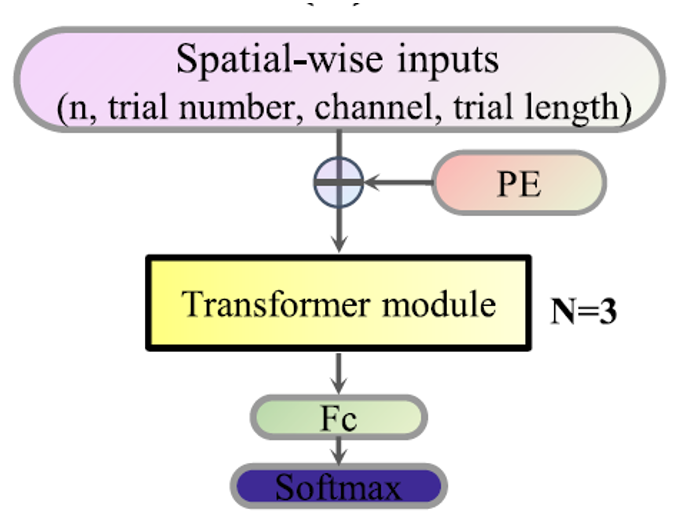 Spatial-wise inputs
(n, trial number, channel, trial length)
PE
Transformer module
N=3
Fc
Softmax